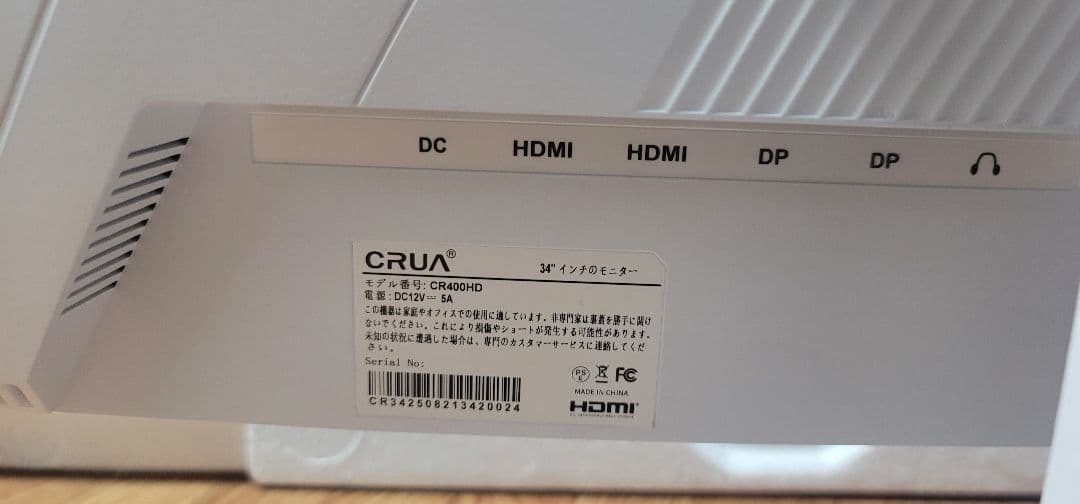 DC HDMI HDMI DP DP
CRUA® 34" インチのモニター
モデル番号: CR400HD
電源: DC12V⎓ 5A
この機器は家庭やオフィスでの使用に適しています。非専門家は裏蓋を勝手に開け
ないでください。これにより損傷やショートが発生する可能性があります。
未知の状況に遭遇した場合は、専門のカスタマーサービスに連絡してくだ
さい。
Serial No:
CR342508213420024
PSE FC
MADE IN CHINA
HDMI